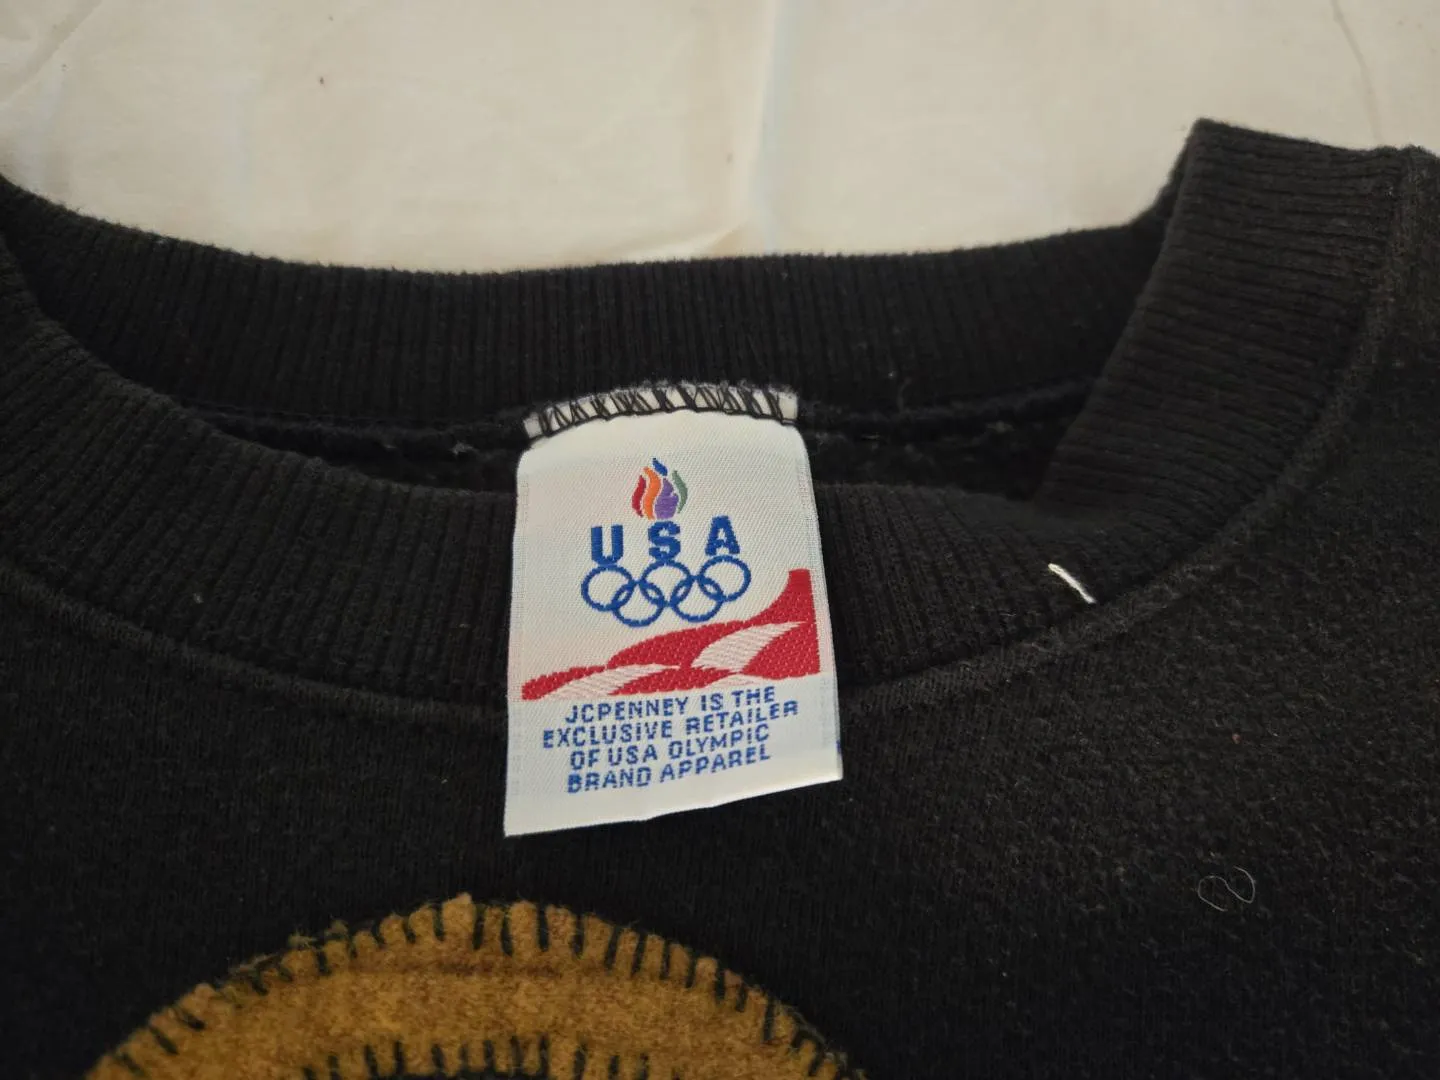 USA
JCPENNEY IS THE
EXCLUSIVE RETAILER
OF USA OLYMPIC
BRAND APPAREL